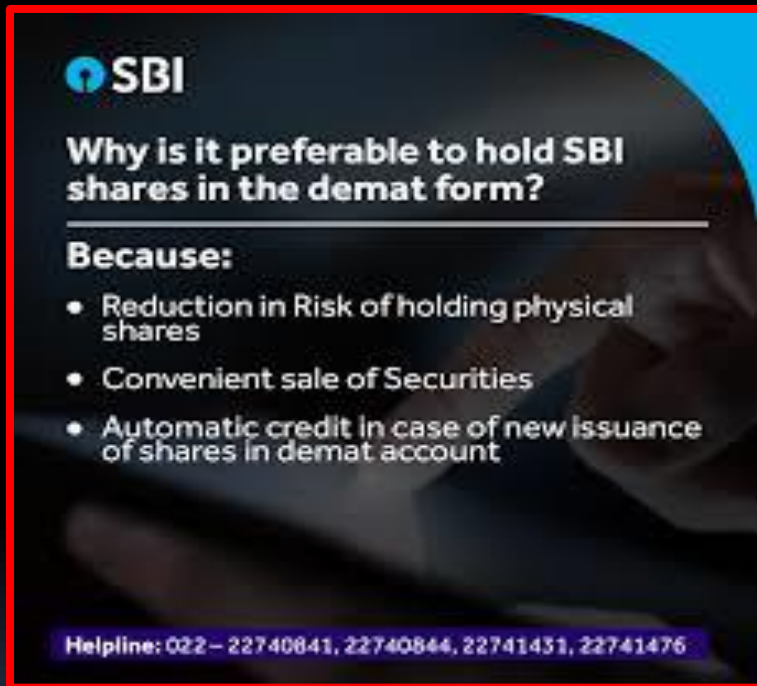 SBI
Why is it preferable to hold SBI
shares in the demat form?
Because:
• Reduction in Risk of holding physical
shares
• Convenient sale of Securities
• Automatic credit in case of new issuance
of shares in demat account
Helpline: 022 – 22740841, 22740844, 22741431, 22741476